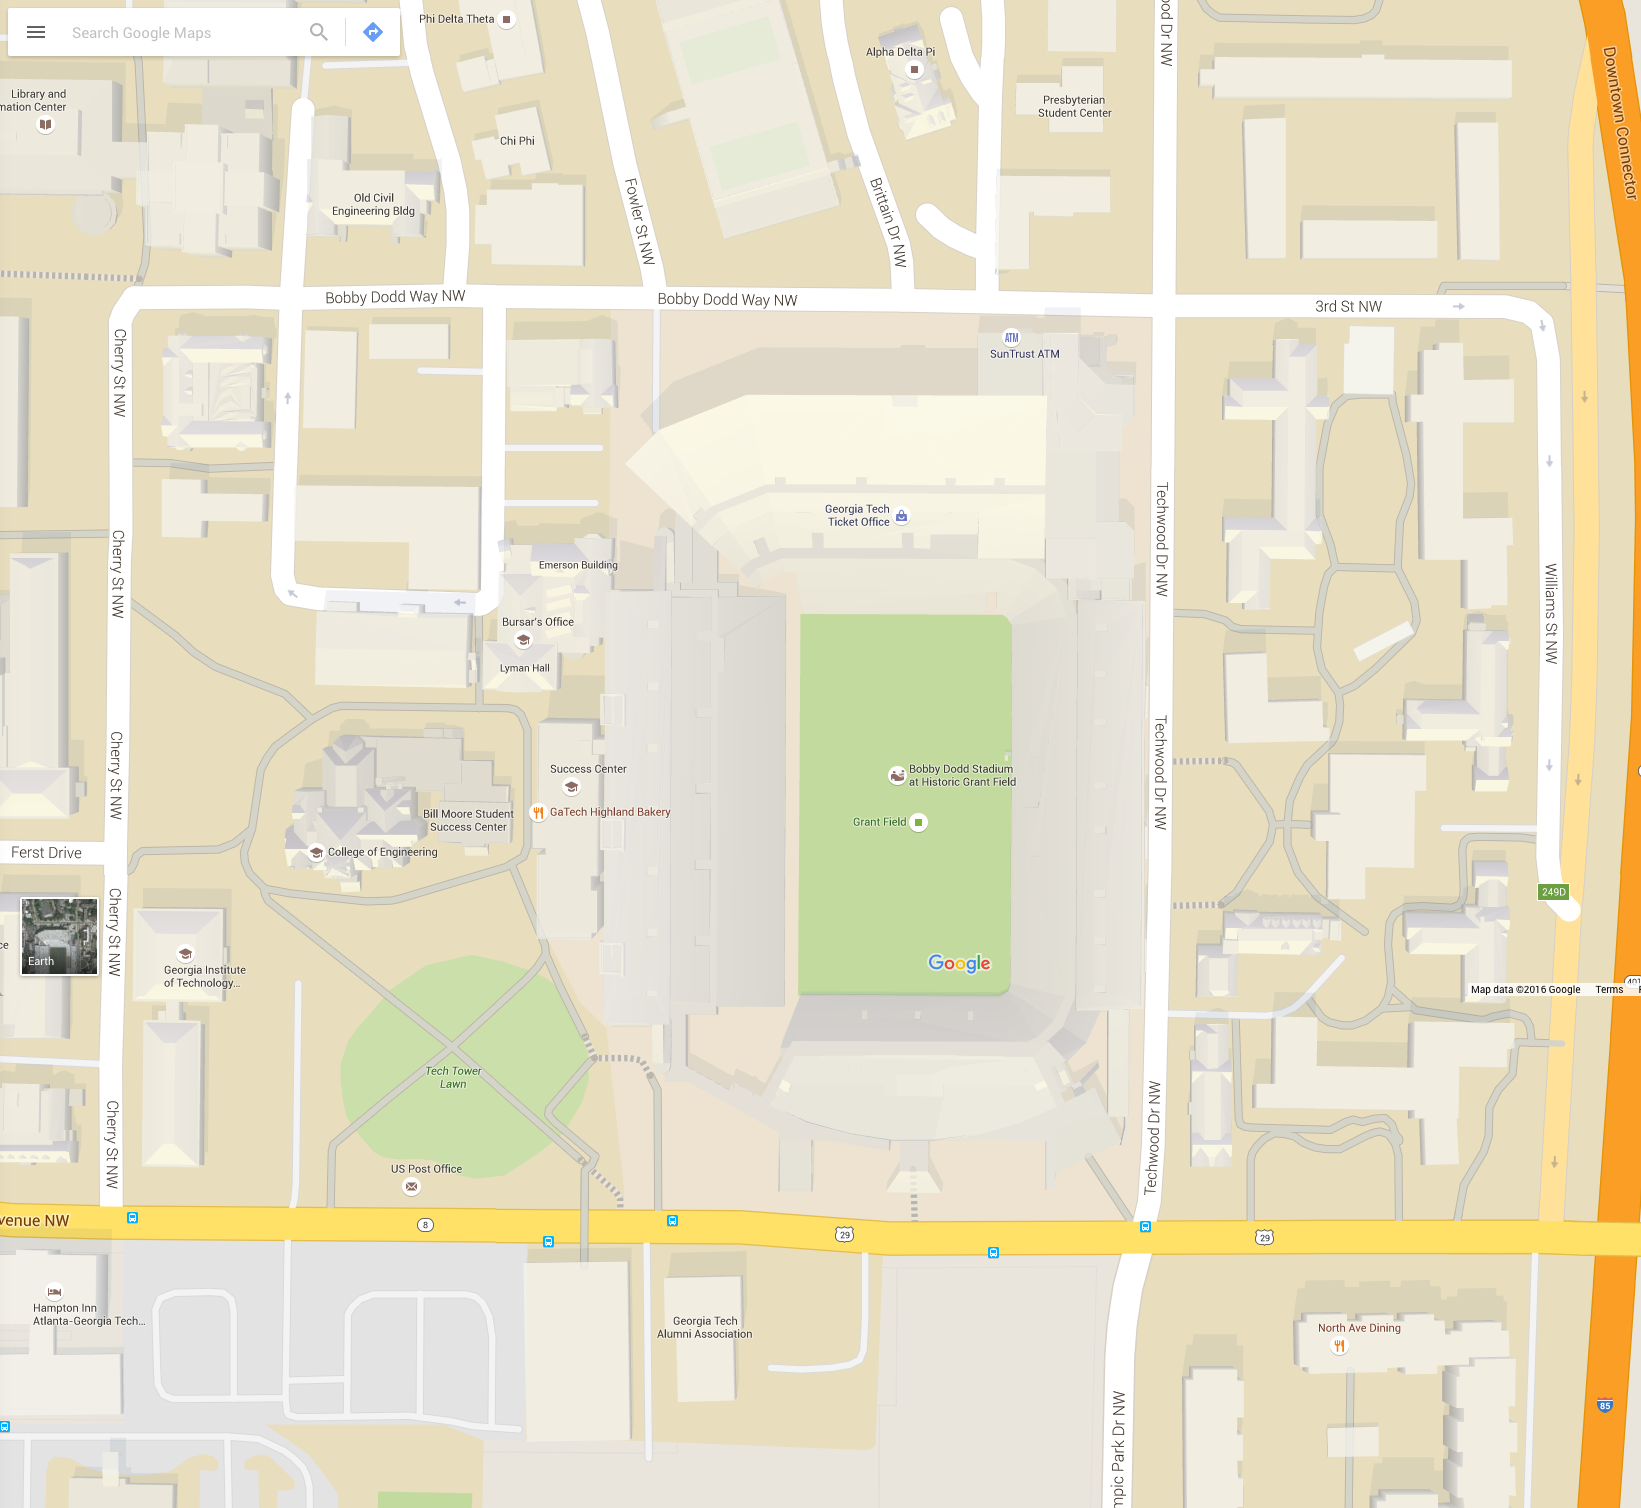 Search Google Maps
Phi Delta Theta
Alpha Delta Pi
Downtown Connector
Library and
mation Center
Presbyterian
Student Center
Chi Phi
Old Civil
Engineering Bldg
Fowler St NW
Brittain Dr NW
ood Dr NW
Bobby Dodd Way NW
Bobby Dodd Way NW
3rd St NW
Cherry St NW
ATM
SunTrust ATM
Georgia Tech
Ticket Office
Techwood Dr NW
Cherry St NW
Emerson Building
Williams St NW
Bursar's Office
Lyman Hall
Cherry St NW
Techwood Dr NW
Success Center
Bobby Dodd Stadium
at Historic Grant Field
GaTech Highland Bakery
Bill Moore Student
Success Center
Grant Field
Ferst Drive
College of Engineering
249D
Cherry St NW
Earth
ce
Georgia Institute
of Technology...
Google
401
Map data ©2016 Google Terms
Tech Tower
Lawn
Cherry St NW
Techwood Dr NW
US Post Office
venue NW
8
29
29
Hampton Inn
Atlanta-Georgia Tech...
Georgia Tech
Alumni Association
North Ave Dining
mpic Park Dr NW
85